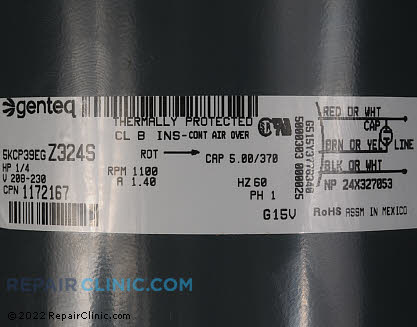 genteq
THERMALLY PROTECTED
CL B INS-CONT AIR OVER
5KCP39EG Z324S
ROT → CAP 5.00/370
HP 1/4
V 208-230
CPN 1172167
RPM 1100
A 1.40
HZ 60
PH 1
G15V
RED OR WHT
CAP
BRN OR YEL
LINE
BLK OR WHT
NP 24X327053
RoHS ASSM IN MEXICO
REPAIRCLINIC.COM
©2022 RepairClinic.com